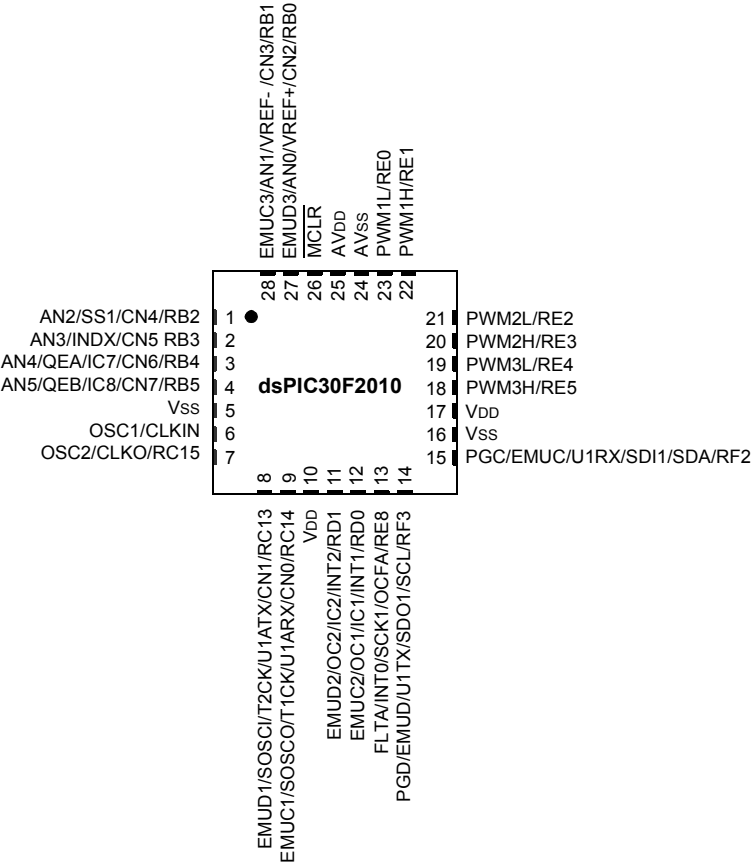 EMUC3/AN1/VREF- /CN3/RB1
EMUD3/AN0/VREF+/CN2/RB0
MCLR
AVDD
AVSS
PWM1L/RE0
PWM1H/RE1
28
27
26
25
24
23
22
AN2/SS1/CN4/RB2
AN3/INDX/CN5 RB3
AN4/QEA/IC7/CN6/RB4
AN5/QEB/IC8/CN7/RB5
VSS
OSC1/CLKIN
OSC2/CLKO/RC15
1
2
3
4
5
6
7
dsPIC30F2010
21
20
19
18
17
16
15
PWM2L/RE2
PWM2H/RE3
PWM3L/RE4
PWM3H/RE5
VDD
VSS
PGC/EMUC/U1RX/SDI1/SDA/RF2
8
9
10
11
12
13
14
EMUD1/SOSCI/T2CK/U1ATX/CN1/RC13
EMUC1/SOSCO/T1CK/U1ARX/CN0/RC14
VDD
EMUD2/OC2/IC2/INT2/RD1
EMUC2/OC1/IC1/INT1/RD0
FLTA/INT0/SCK1/OCFA/RE8
PGD/EMUD/U1TX/SDO1/SCL/RF3